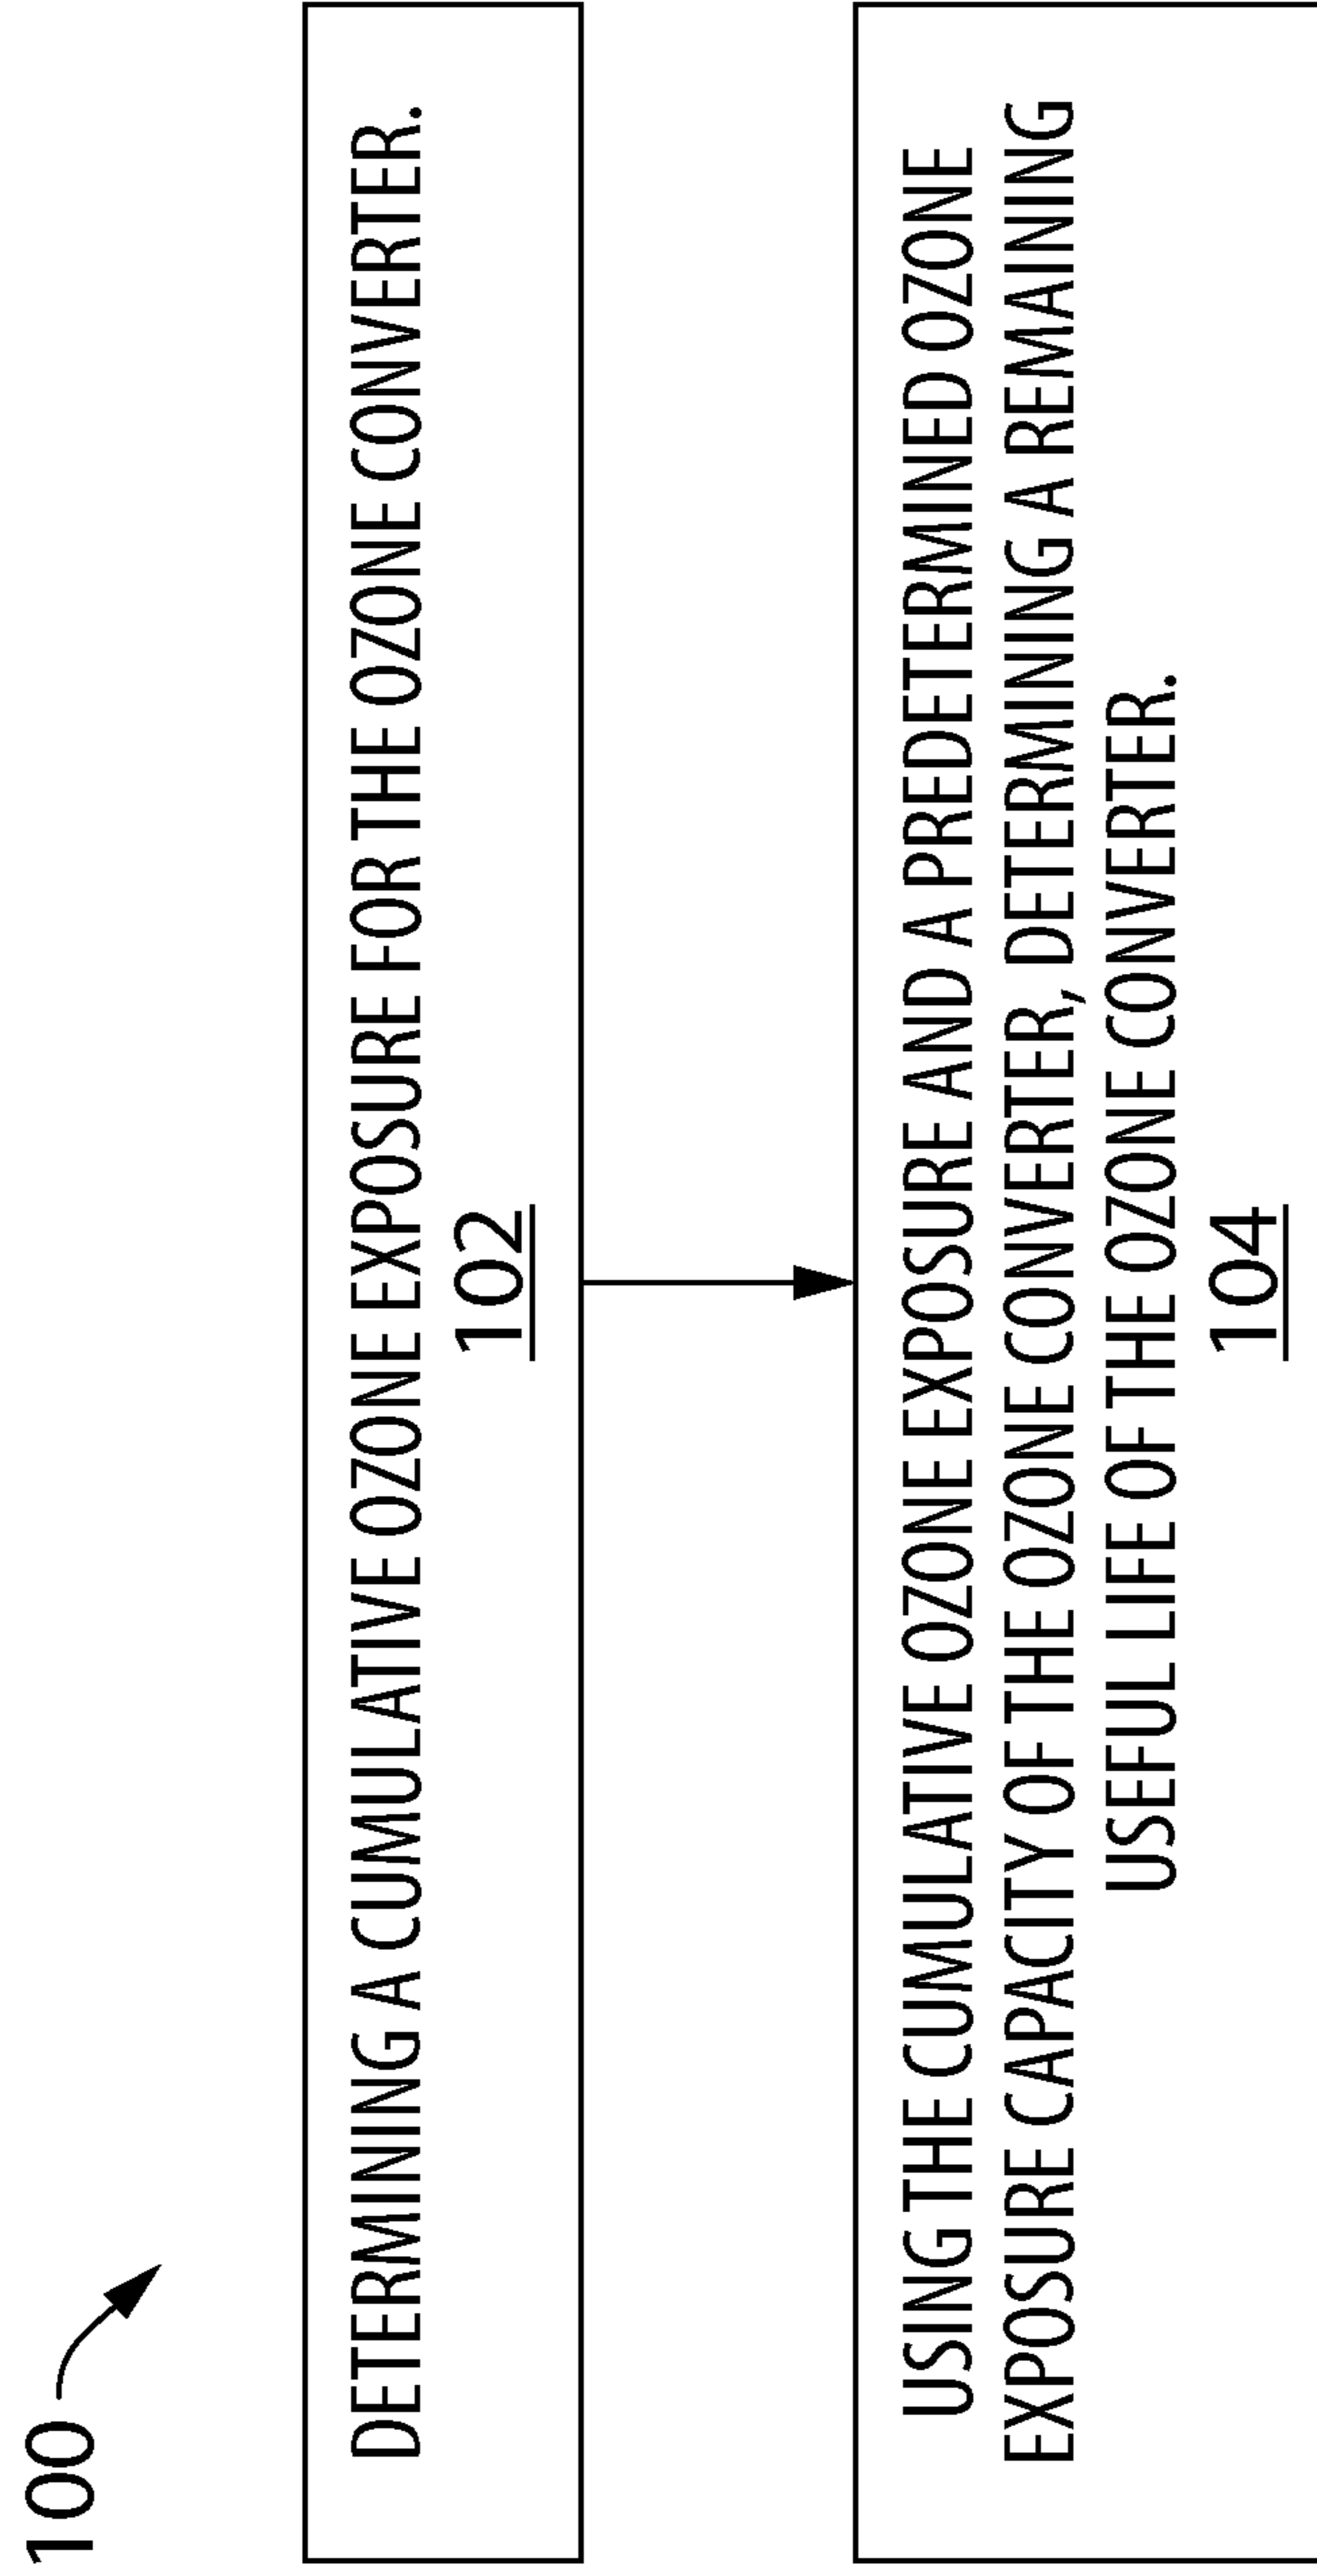 100
DETERMINING A CUMULATIVE OZONE EXPOSURE FOR THE OZONE CONVERTER.
102
USING THE CUMULATIVE OZONE EXPOSURE AND A PREDETERMINED OZONE
EXPOSURE CAPACITY OF THE OZONE CONVERTER, DETERMINING A REMAINING
USEFUL LIFE OF THE OZONE CONVERTER.
104